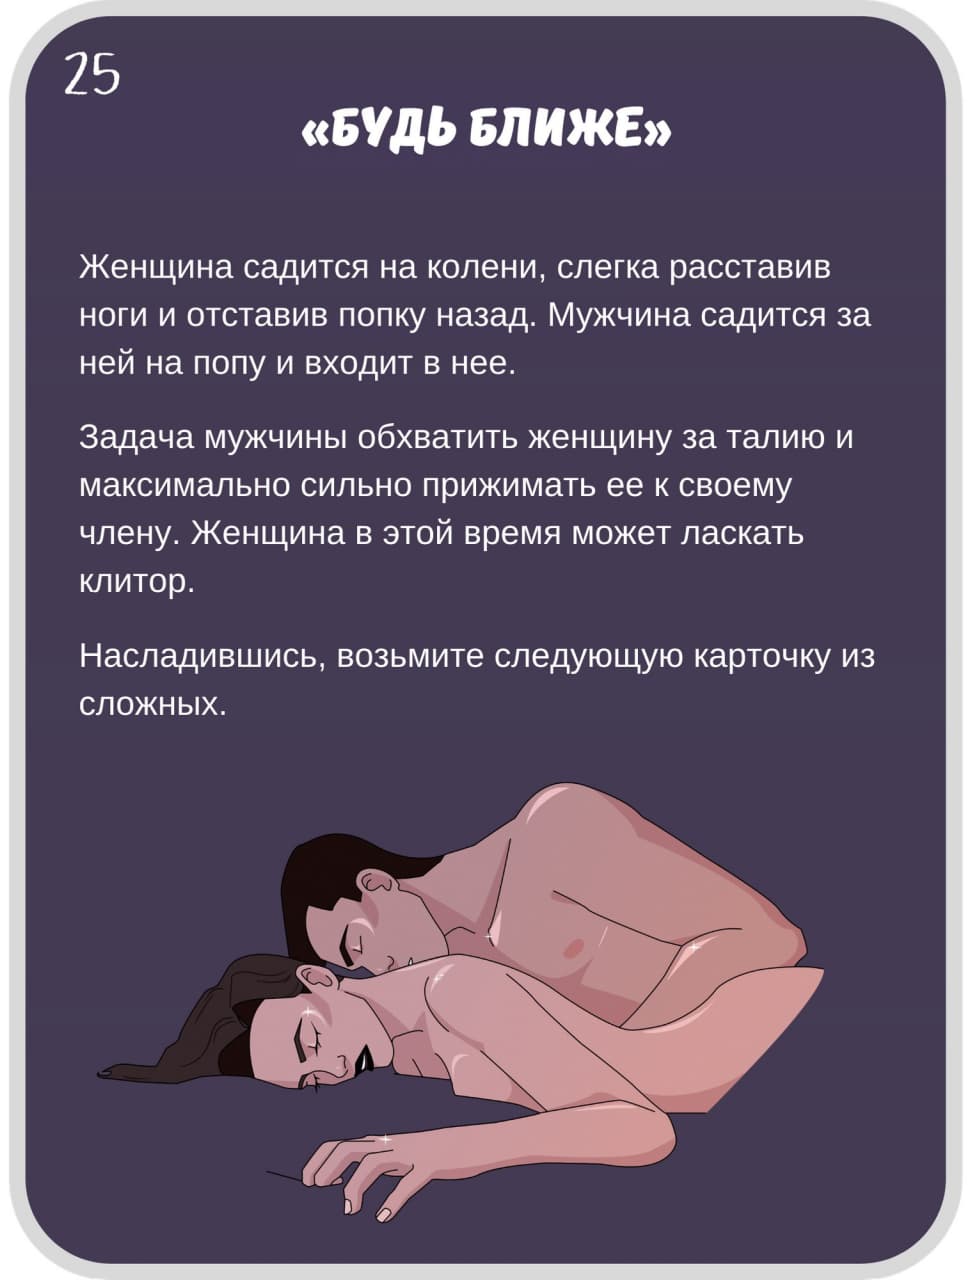 25
«БУДЬ БЛИЖЕ»
Женщина садится на колени, слегка расставив
ноги и отставив попку назад. Мужчина садится за
ней на попу и входит в нее.
Задача мужчины обхватить женщину за талию и
максимально сильно прижимать ее к своему
члену. Женщина в этой время может ласкать
клитор.
Насладившись, возьмите следующую карточку из
сложных.